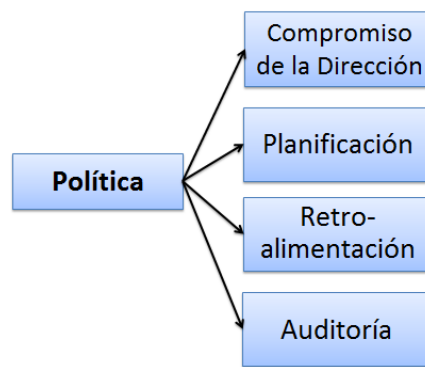 Compromiso
de la Dirección
Planificación
Política
Retro-
alimentación
Auditoría